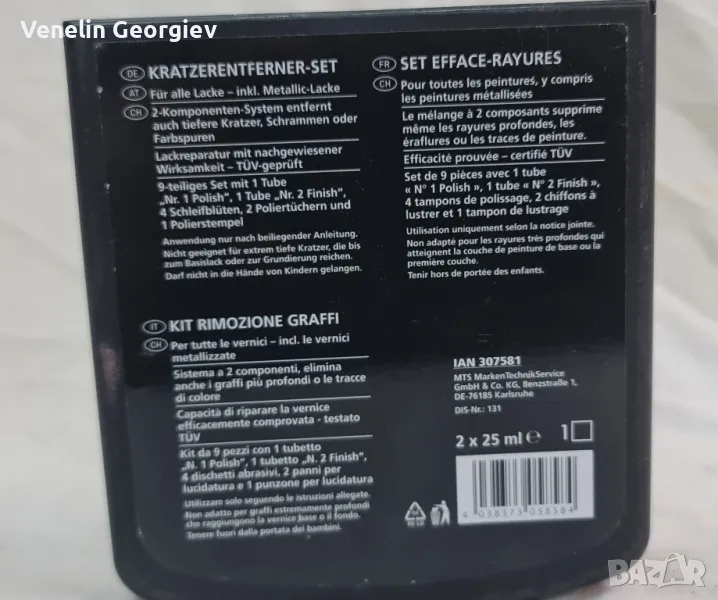 Venelin Georgiev
DE KRATZERENTFERNER-SET
AT Für alle Lacke – inkl. Metallic-Lacke
CH 2-Komponenten-System entfernt
auch tiefere Kratzer, Schrammen oder
Farbspuren
Lackreparatur mit nachgewiesener
Wirksamkeit – TÜV-geprüft
9-teiliges Set mit 1 Tube
„Nr. 1 Polish“, 1 Tube „Nr. 2 Finish“,
4 Schleifblüten, 2 Poliertüchern und
1 Polierstempel
Anwendung nur nach beiliegender Anleitung.
Nicht geeignet für extrem tiefe Kratzer, die bis
zum Basislack oder zur Grundierung reichen.
Darf nicht in die Hände von Kindern gelangen.
FR SET EFFACE-RAYURES
CH Pour toutes les peintures, y compris
les peintures métallisées
Le mélange à 2 composants supprime
même les rayures profondes, les
éraflures ou les traces de peinture.
Efficacité prouvée – certifié TÜV
Set de 9 pièces avec 1 tube
« N° 1 Polish », 1 tube « N° 2 Finish »,
4 tampons de polissage, 2 chiffons à
lustrer et 1 tampon de lustrage
Utilisation uniquement selon la notice jointe.
Non adapté pour les rayures très profondes qui
atteignent la couche de peinture de base ou la
première couche.
Tenir hors de portée des enfants.
IT KIT RIMOZIONE GRAFFI
CH Per tutte le vernici – incl. le vernici
metallizzate
Sistema a 2 componenti, elimina
anche i graffi più profondi o le tracce
di colore
Capacità di riparare la vernice
efficacemente comprovata - testato
TÜV
Kit da 9 pezzi con 1 tubetto
„N. 1 Polish“, 1 tubetto „N. 2 Finish“,
4 dischetti abrasivi, 2 panni per
lucidatura e 1 punzone per lucidatura
Utilizzare solo seguendo le istruzioni allegate.
Non adatto per graffi estremamente profondi
che raggiungono la vernice base o il fondo.
Tenere fuori dalla portata dei bambini.
IAN 307581
MTS MarkenTechnikService
GmbH & Co. KG, Benzstraße 1,
DE-76185 Karlsruhe
DIS-Nr.: 131
2 x 25 ml e 1
4 038373 058584
BAZAR